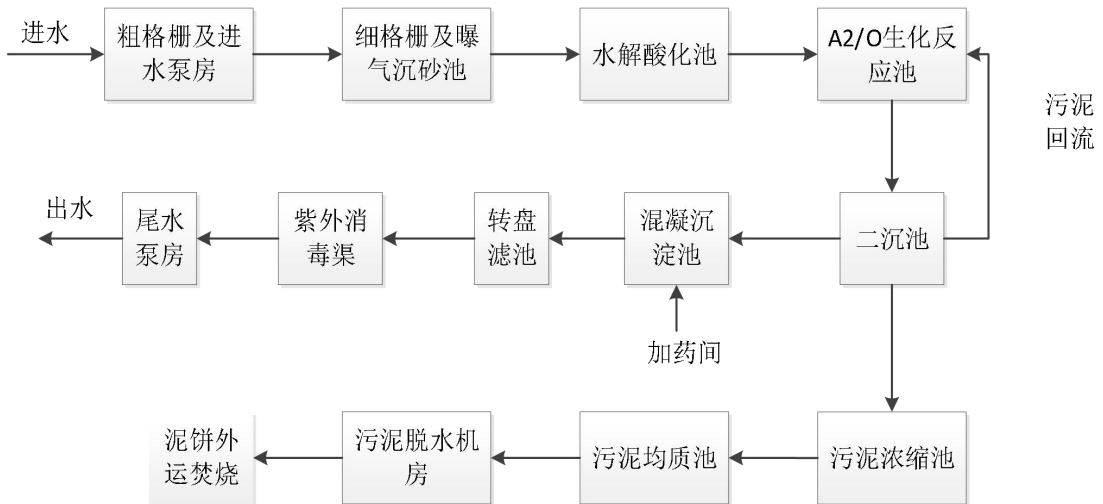 进水
粗格栅及进
水泵房
细格栅及曝
气沉砂池
水解酸化池
A2/O生化反
应池
污泥
回流
出水
尾水
泵房
紫外消
毒渠
转盘
滤池
混凝沉
淀池
二沉池
加药间
泥饼外
运焚烧
污泥脱水机
房
污泥均质池
污泥浓缩池